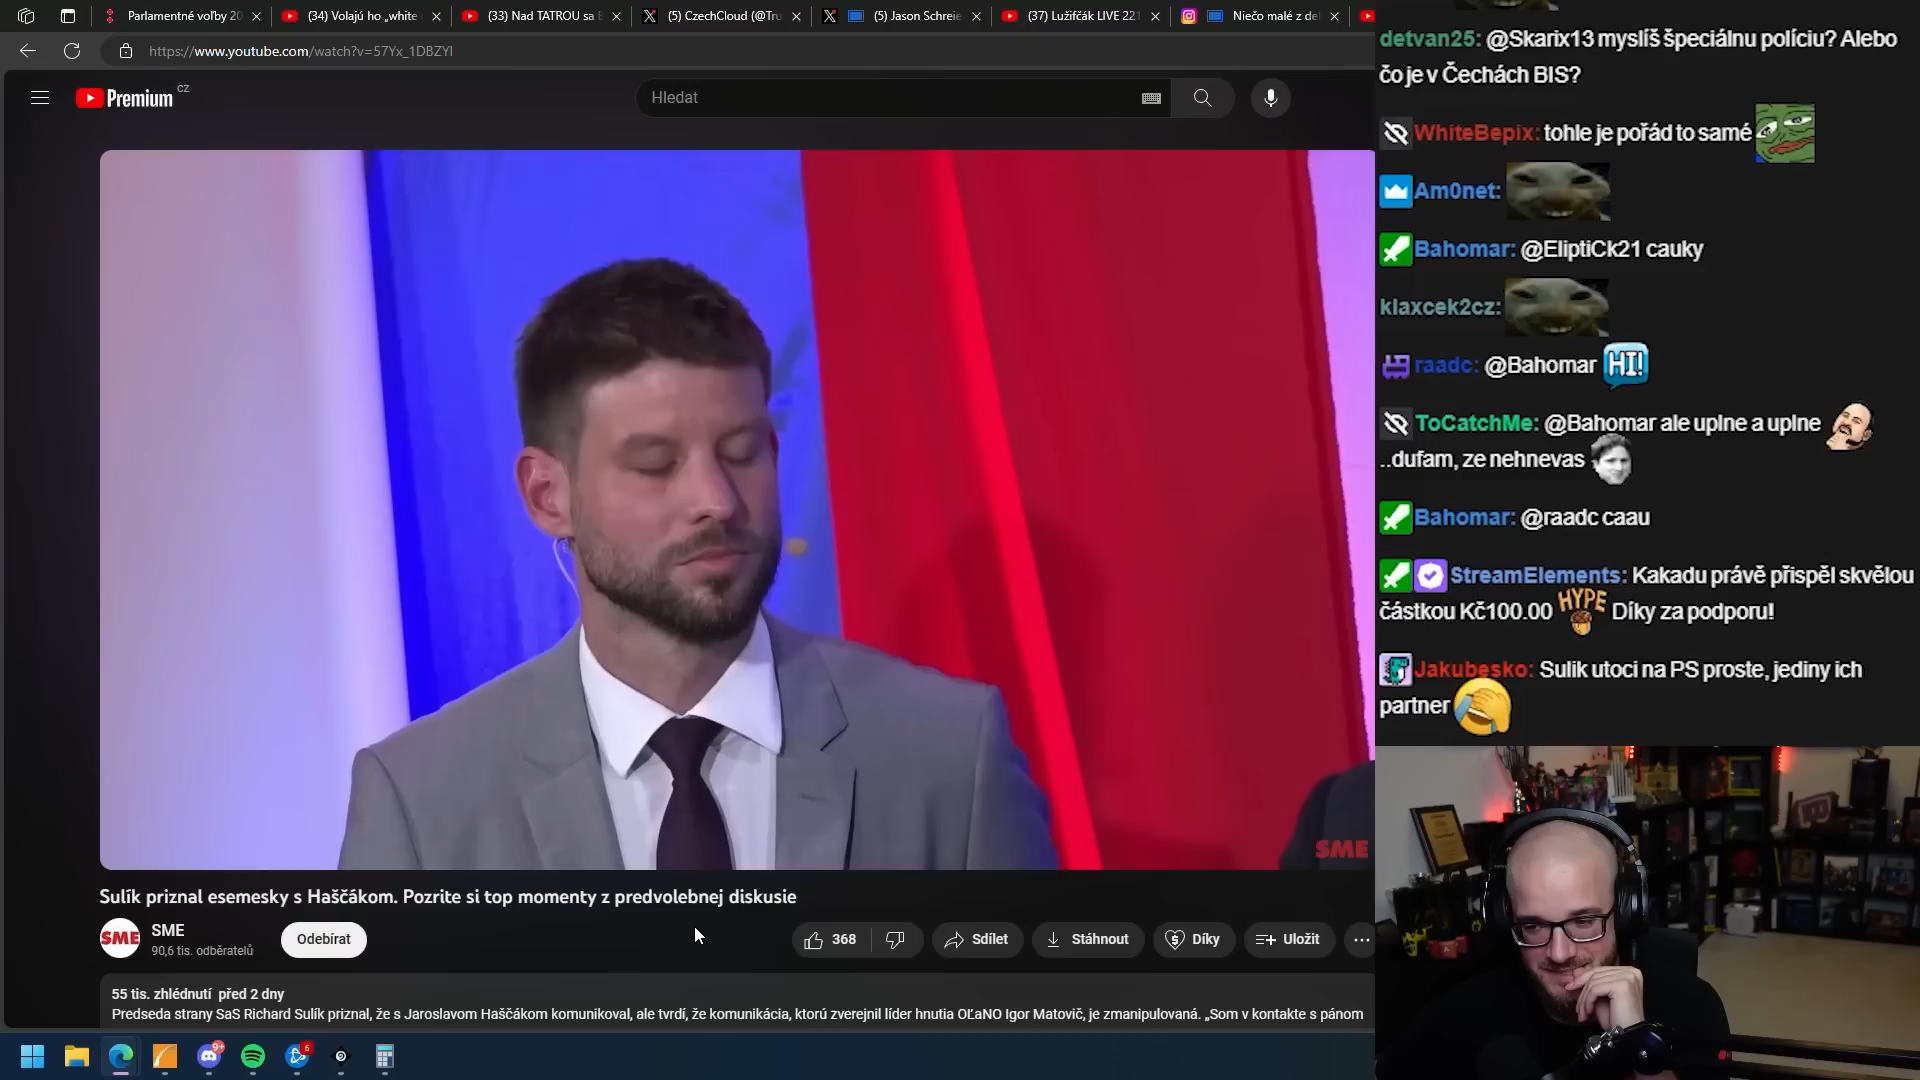 Parlamentné voľby 20
(34) Volajú ho „white
(33) Nad TATROU sa
(5) CzechCloud (@Tru
(5) Jason Schreie
(37) Lužifčák LIVE 221
Niečo malé z de
https://www.youtube.com/watch?v=57Yx_1DBZYI
Premium CZ
Hledat
SME
Sulík priznal esemesky s Haščákom. Pozrite si top momenty z predvolebnej diskusie
SME
SME
90,6 tis. odběratelů
Odebírat
368
Sdílet
Stáhnout
Díky
Uložit
55 tis. zhlédnutí před 2 dny
Predseda strany SaS Richard Sulík priznal, že s Jaroslavom Haščákom komunikoval, ale tvrdí, že komunikácia, ktorú zverejnil líder hnutia OĽaNO Igor Matovič, je zmanipulovaná. „Som v kontakte s pánom
9+
6
detvan25: @Skarix13 myslíš špeciálnu políciu? Alebo
čo je v Čechách BIS?
WhiteBepix: tohle je pořád to samé
Am0net:
Bahomar: @EliptiCk21 cauky
klaxcek2cz:
raadc: @Bahomar HI!
ToCatchMe: @Bahomar ale uplne a uplne
..dufam, ze nehnevas
Bahomar: @raadc caau
StreamElements: Kakadu právě přispěl skvělou
částkou Kč100.00 HYPE Díky za podporu!
Jakubesko: Sulik utoci na PS proste, jediny ich
partner